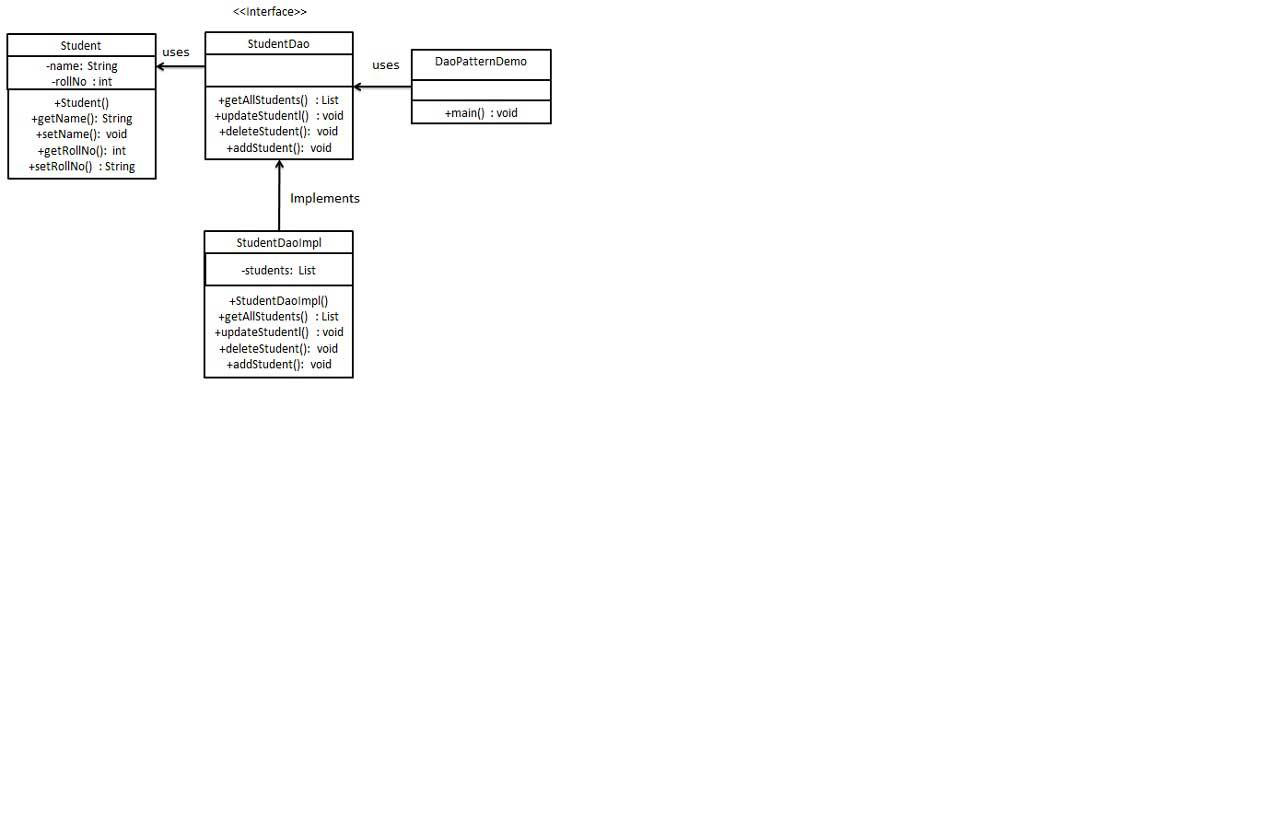 <<Interface>>
Student
-name: String
-rollNo : int
+Student()
+getName(): String
+setName(): void
+getRollNo(): int
+setRollNo() : String
uses
StudentDao
+getAllStudents() : List
+updateStudentl() : void
+deleteStudent(): void
+addStudent(): void
uses
DaoPatternDemo
+main() : void
Implements
StudentDaoImpl
-students: List
+StudentDaoImpl()
+getAllStudents() : List
+updateStudentl() : void
+deleteStudent(): void
+addStudent(): void